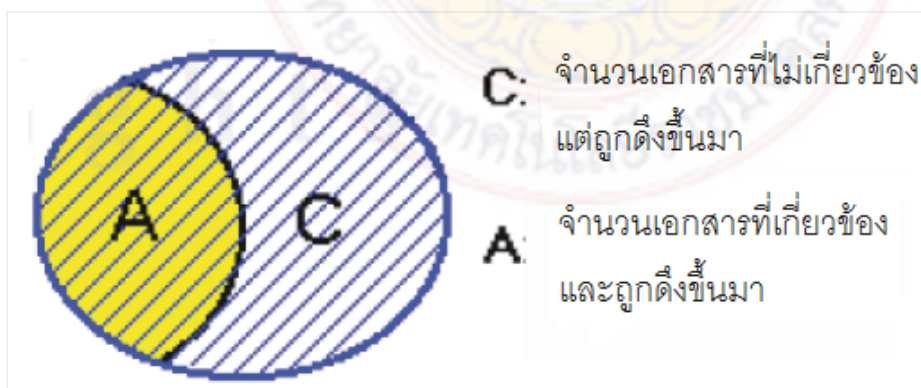 C: จำนวนเอกสารที่ไม่เกี่ยวข้อง
แต่ถูกดึงขึ้นมา
A C
A: จำนวนเอกสารที่เกี่ยวข้อง
และถูกดึงขึ้นมา